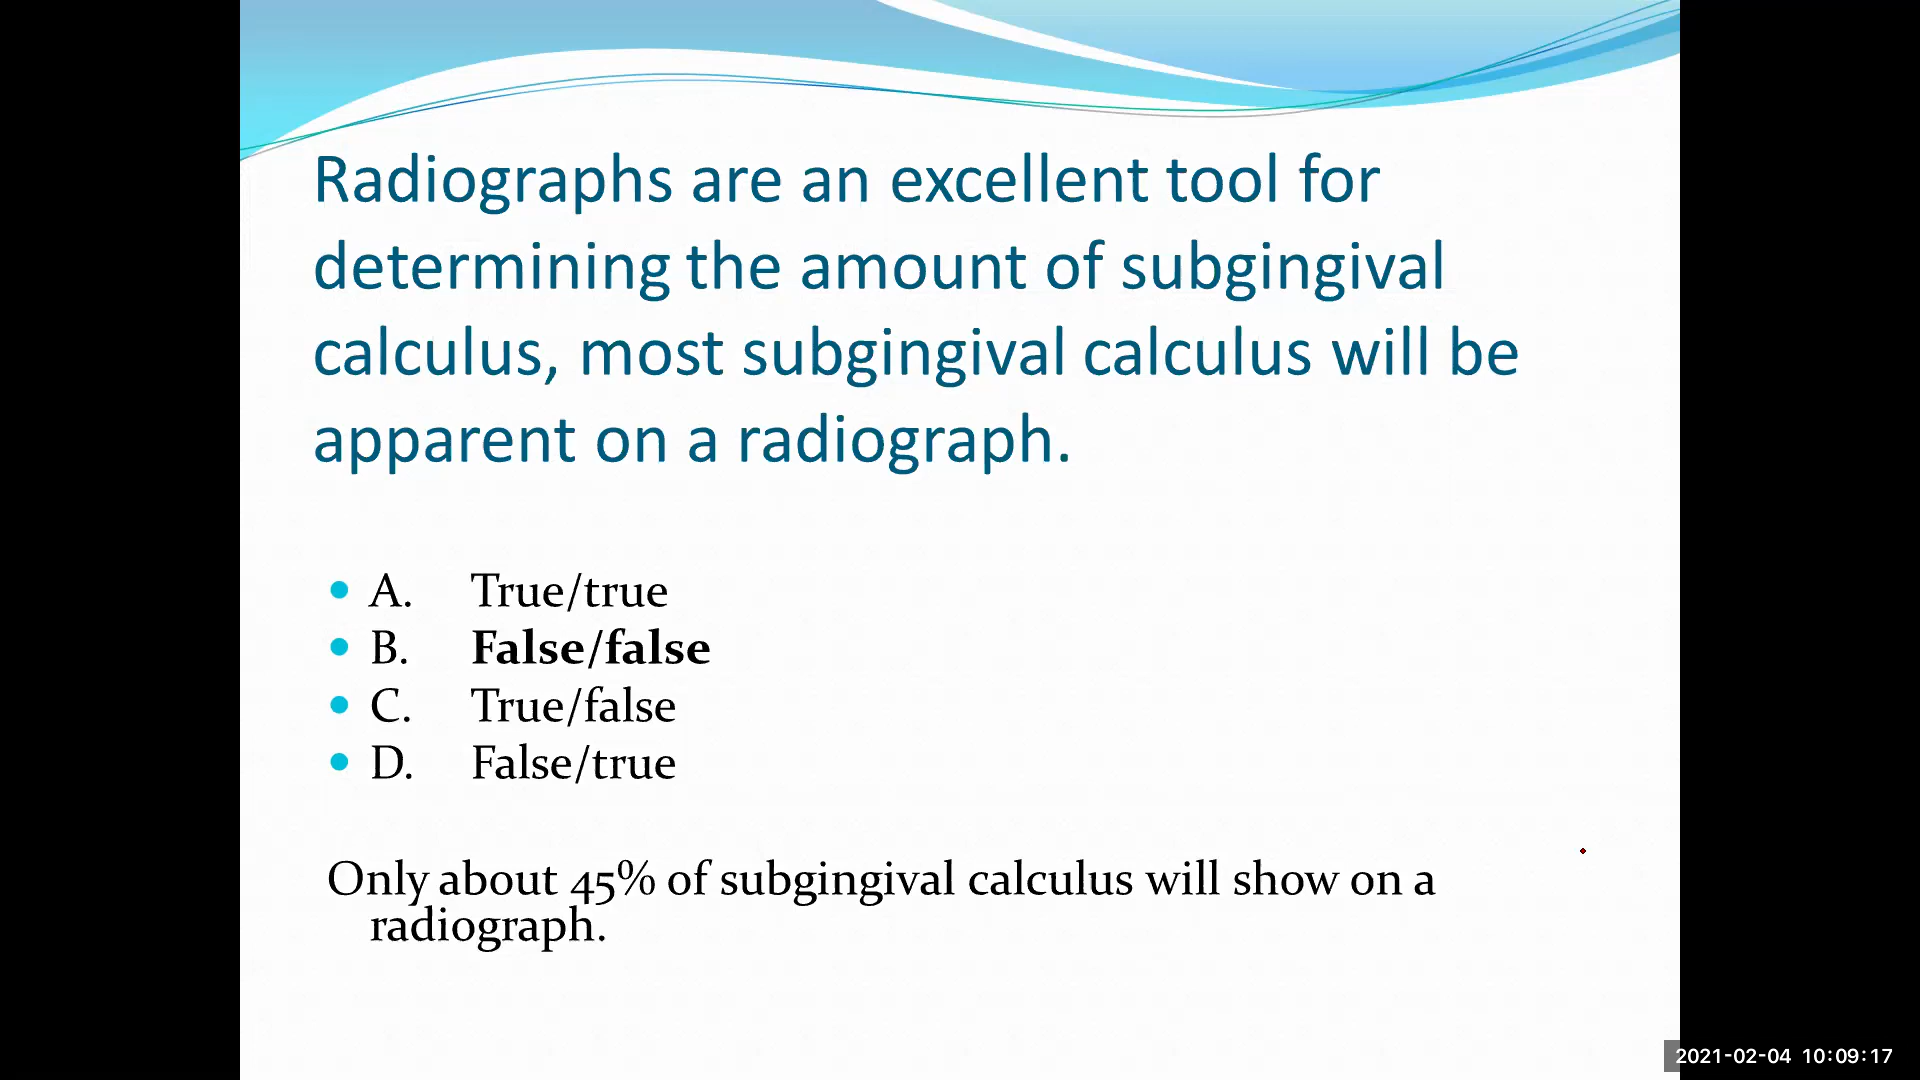 Radiographs are an excellent tool for
determining the amount of subgingival
calculus, most subgingival calculus will be
apparent on a radiograph.
• A. True/true
• B. False/false
• C. True/false
• D. False/true
Only about 45% of subgingival calculus will show on a
radiograph.
2021-02-04 10:09:17